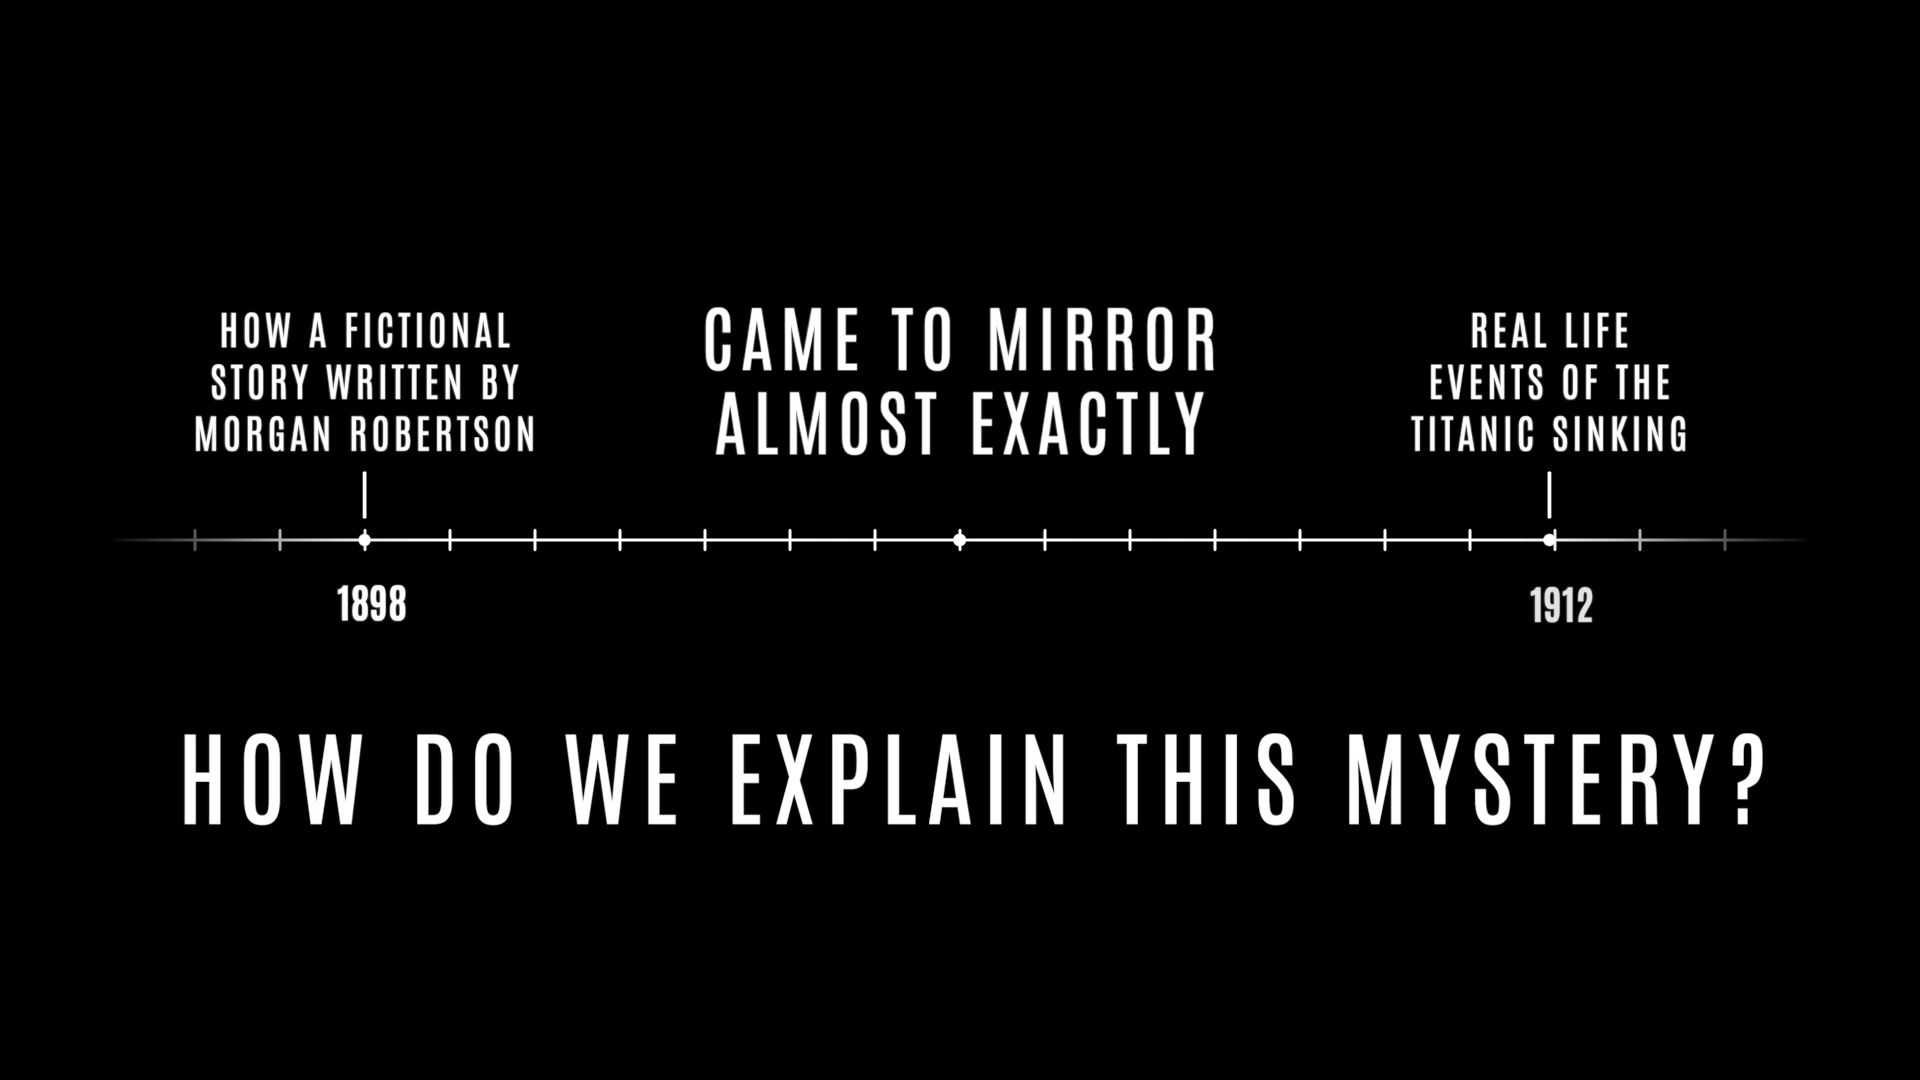 HOW A FICTIONAL
STORY WRITTEN BY
MORGAN ROBERTSON
CAME TO MIRROR
ALMOST EXACTLY
REAL LIFE
EVENTS OF THE
TITANIC SINKING
1898
1912
HOW DO WE EXPLAIN THIS MYSTERY?